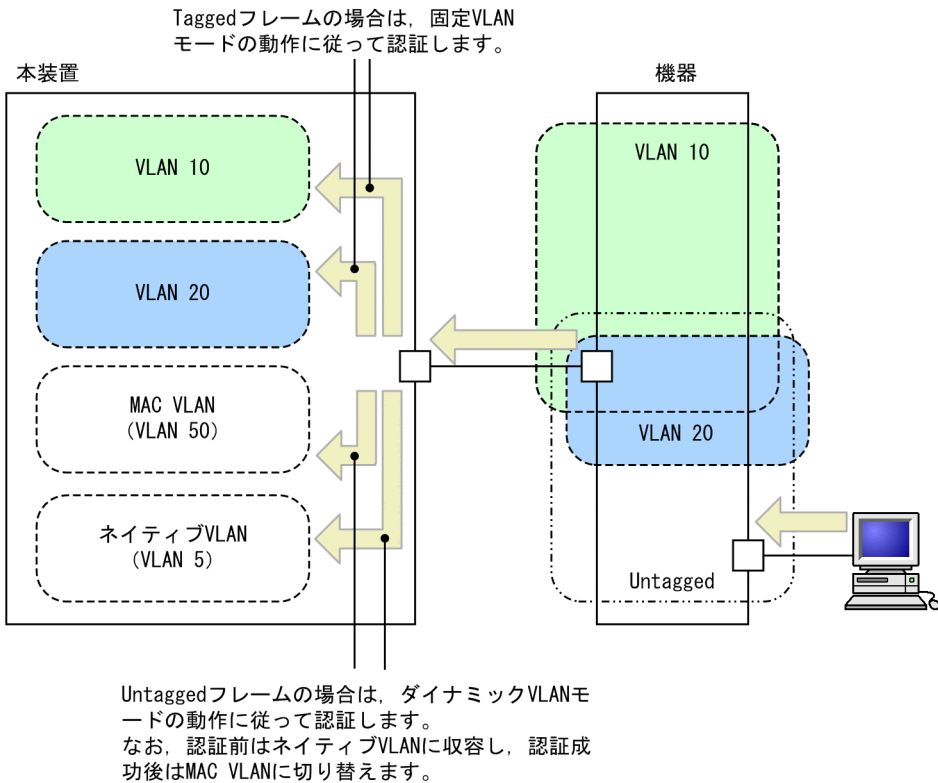 Taggedフレームの場合は，固定VLAN
モードの動作に従って認証します。
本装置
機器
VLAN 10
VLAN 10
VLAN 20
MAC VLAN
(VLAN 50)
VLAN 20
ネイティブVLAN
(VLAN 5)
Untagged
Untaggedフレームの場合は，ダイナミックVLANモ
ードの動作に従って認証します。
なお，認証前はネイティブVLANに収容し，認証成
功後はMAC VLANに切り替えます。